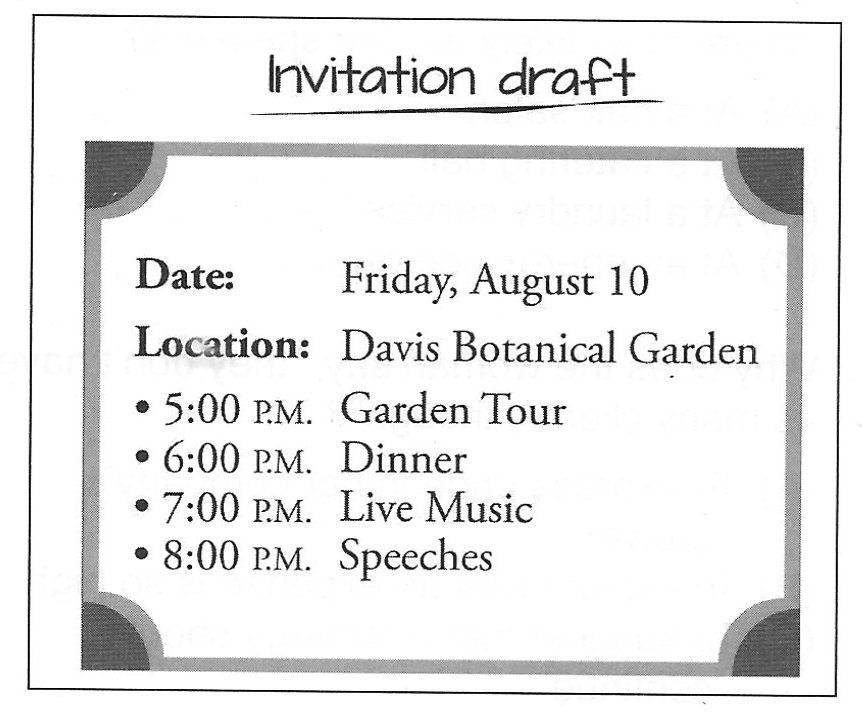 Invitation draft
Date: Friday, August 10
Location: Davis Botanical Garden
• 5:00 P.M. Garden Tour
• 6:00 P.M. Dinner
• 7:00 P.M. Live Music
• 8:00 P.M. Speeches